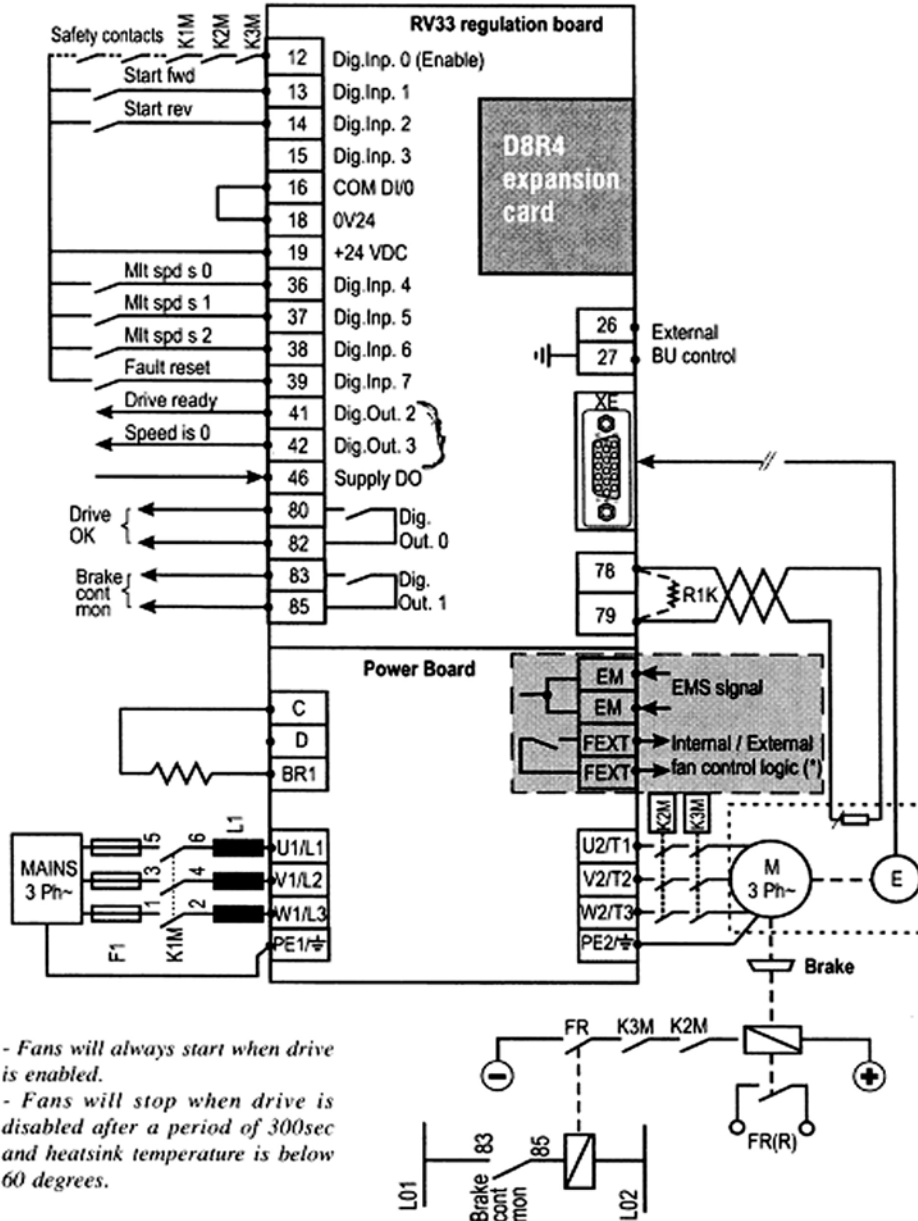 RV33 regulation board
Safety contacts
K1M
K2M
K3M
12 Dig.Inp. 0 (Enable)
Start fwd
13 Dig.Inp. 1
Start rev
14 Dig.Inp. 2
15 Dig.Inp. 3
16 COM DI/0
18 0V24
19 +24 VDC
Mlt spd s 0
36 Dig.Inp. 4
Mlt spd s 1
37 Dig.Inp. 5
Mlt spd s 2
38 Dig.Inp. 6
Fault reset
39 Dig.Inp. 7
Drive ready
41 Dig.Out. 2
Speed is 0
42 Dig.Out. 3
46 Supply DO
Drive
OK
80
82
Dig.
Out. 0
Brake
cont
mon
83
85
Dig.
Out. 1
D8R4
expansion
card
26
27
External
BU control
XE
78
79
R1K
Power Board
C
D
BR1
EM
EM
EMS signal
FEXT
FEXT
Internal / External
fan control logic (*)
K2M
K3M
MAINS
3 Ph~
5
6
3
4
1
2
F1
K1M
L1
U1/L1
V1/L2
W1/L3
PE1/
U2/T1
V2/T2
W2/T3
PE2/
M
3 Ph~
E
Brake
FR
K3M
K2M
FR(R)
L01
83
85
Brake
cont
mon
L02
- Fans will always start when drive
is enabled.
- Fans will stop when drive is
disabled after a period of 300sec
and heatsink temperature is below
60 degrees.